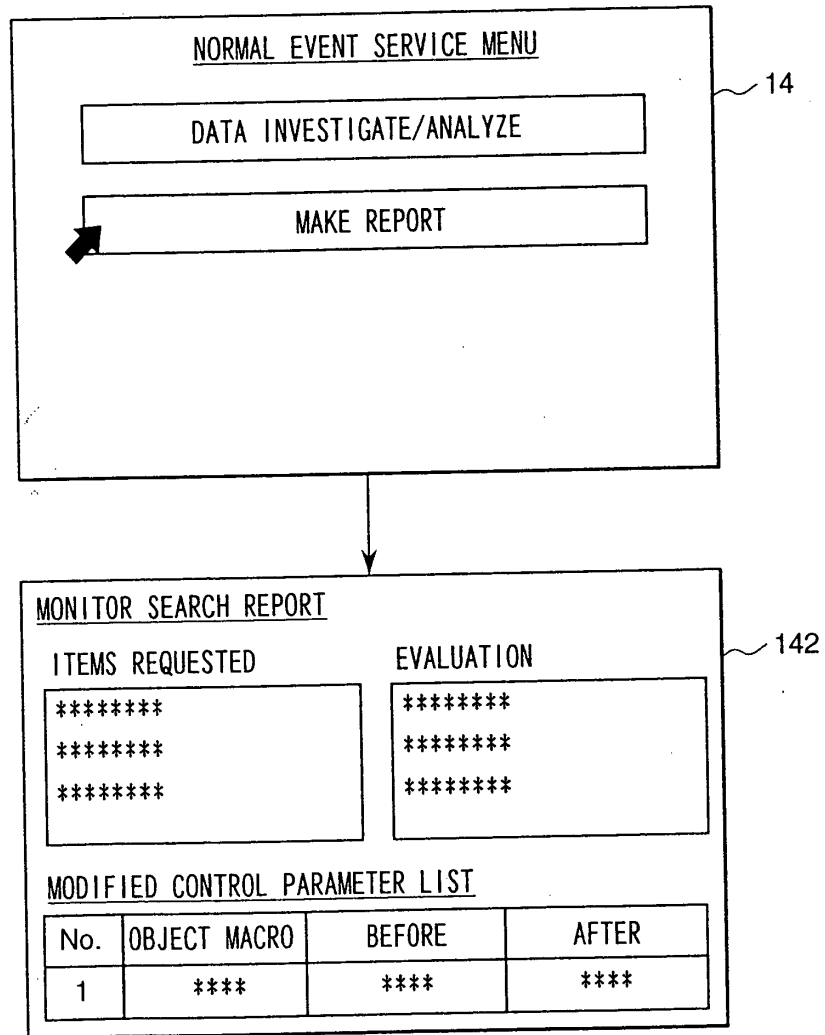 NORMAL EVENT SERVICE MENU
14
DATA INVESTIGATE/ANALYZE
MAKE REPORT
MONITOR SEARCH REPORT
142
ITEMS REQUESTED
EVALUATION
********
********
********
********
********
********
MODIFIED CONTROL PARAMETER LIST
No. OBJECT MACRO BEFORE AFTER
1 **** **** ****